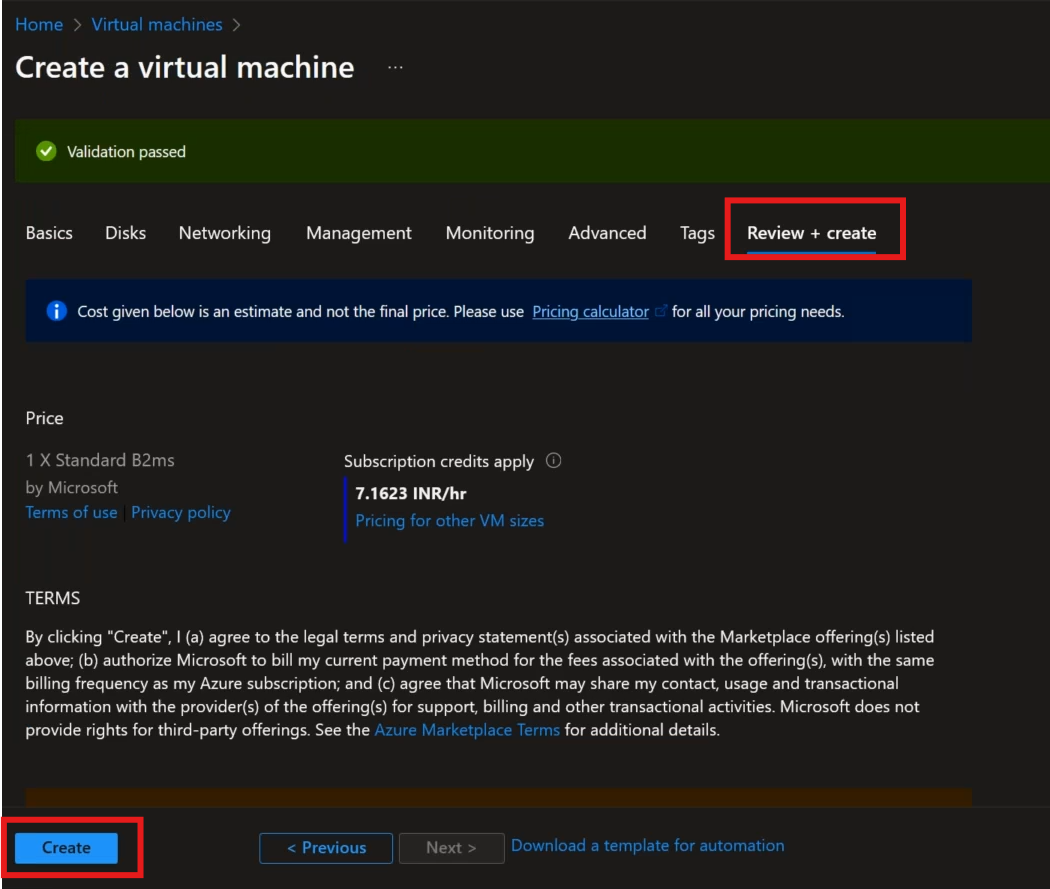 Home > Virtual machines >
Create a virtual machine ...
Validation passed
Basics Disks Networking Management Monitoring Advanced Tags Review + create
Cost given below is an estimate and not the final price. Please use Pricing calculator for all your pricing needs.
Price
1 X Standard B2ms
by Microsoft
Terms of use | Privacy policy
Subscription credits apply
7.1623 INR/hr
Pricing for other VM sizes
TERMS
By clicking "Create", I (a) agree to the legal terms and privacy statement(s) associated with the Marketplace offering(s) listed
above; (b) authorize Microsoft to bill my current payment method for the fees associated with the offering(s), with the same
billing frequency as my Azure subscription; and (c) agree that Microsoft may share my contact, usage and transactional
information with the provider(s) of the offering(s) for support, billing and other transactional activities. Microsoft does not
provide rights for third-party offerings. See the Azure Marketplace Terms for additional details.
Create < Previous Next > Download a template for automation